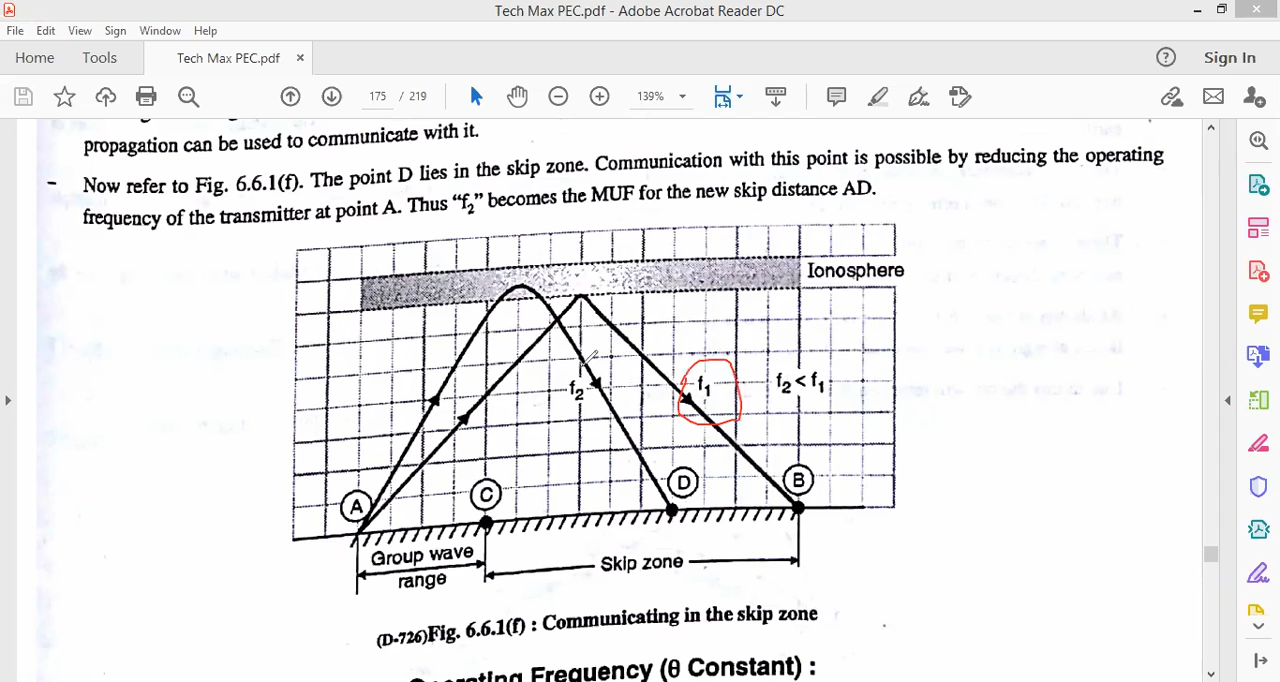 Tech Max PEC.pdf - Adobe Acrobat Reader DC
File Edit View Sign Window Help
Home Tools Tech Max PEC.pdf × Sign In
175 / 219 139%
propagation can be used to communicate with it.
- Now refer to Fig. 6.6.1(f). The point D lies in the skip zone. Communication with this point is possible by reducing the operating
frequency of the transmitter at point A. Thus “f₂” becomes the MUF for the new skip distance AD.
Ionosphere
f₂ f₁ f₂ < f₁
A C D B
Group wave
range
Skip zone
(D-726)Fig. 6.6.1(f) : Communicating in the skip zone
Operating Frequency (θ Constant) :